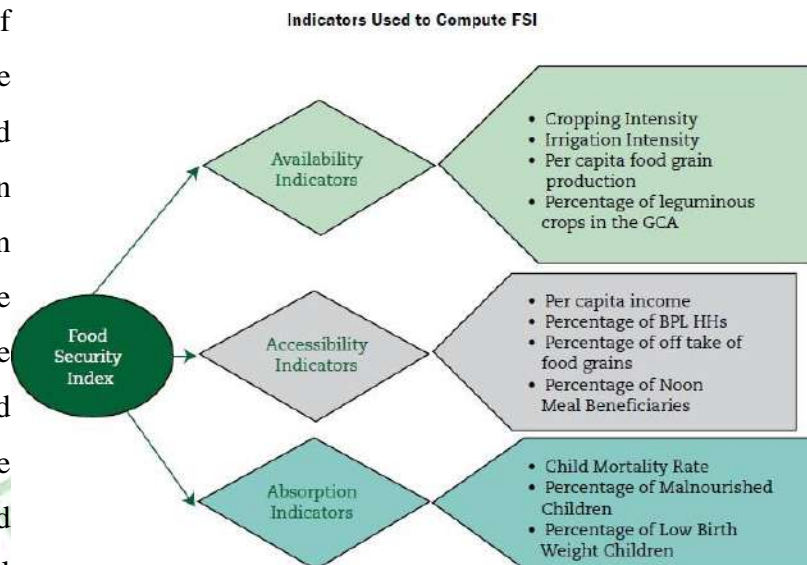 Indicators Used to Compute FSI
of
e
d
n
n
e
e
d
e
d
Food
Security
Index
Availability
Indicators
• Cropping Intensity
• Irrigation Intensity
• Per capita food grain
production
• Percentage of leguminous
crops in the GCA
Accessibility
Indicators
• Per capita income
• Percentage of BPL HHs
• Percentage of off take of
food grains
• Percentage of Noon
Meal Beneficiaries
Absorption
Indicators
• Child Mortality Rate
• Percentage of Malnourished
Children
• Percentage of Low Birth
Weight Children